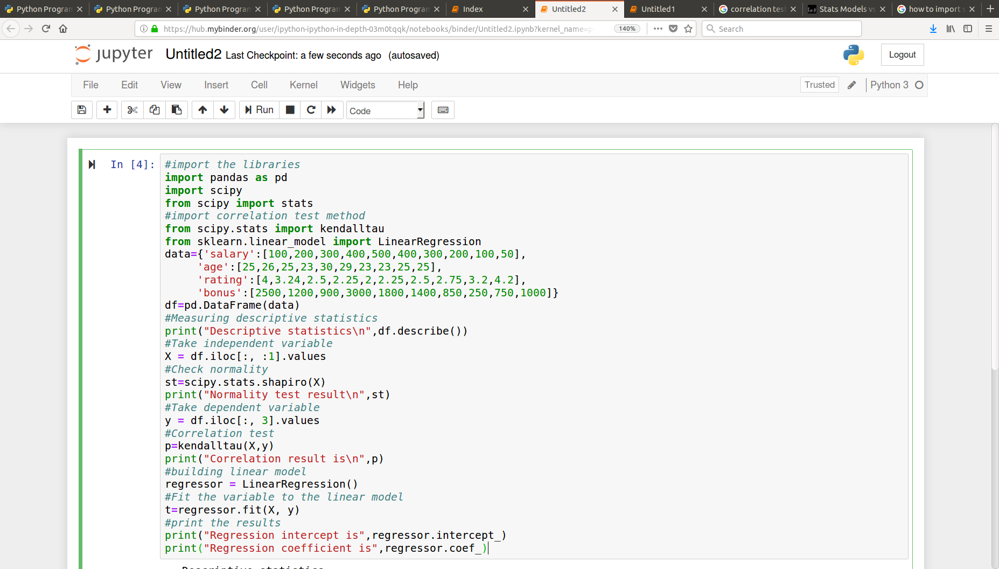 Python Program
Python Program
Python Program
Python Program
Python Program
Index
Untitled2
Untitled1
correlation test
Stats Models vs
how to import s
https://hub.mybinder.org/user/ipython-ipython-in-depth-03m0tqqk/notebooks/binder/Untitled2.ipynb?kernel_name=p
140%
Search
jupyter Untitled2 Last Checkpoint: a few seconds ago (autosaved)
Logout
File Edit View Insert Cell Kernel Widgets Help
Trusted
Python 3
Run
Code
In [4]:
#import the libraries
import pandas as pd
import scipy
from scipy import stats
#import correlation test method
from scipy.stats import kendalltau
from sklearn.linear_model import LinearRegression
data={'salary':[100,200,300,400,500,400,300,200,100,50],
'age':[25,26,25,23,30,29,23,23,25,25],
'rating':[4,3.24,2.5,2.25,2,2.25,2.5,2.75,3.2,4.2],
'bonus':[2500,1200,900,3000,1800,1400,850,250,750,1000]}
df=pd.DataFrame(data)
#Measuring descriptive statistics
print("Descriptive statistics\n",df.describe())
#Take independent variable
X = df.iloc[:, :1].values
#Check normality
st=scipy.stats.shapiro(X)
print("Normality test result\n",st)
#Take dependent variable
y = df.iloc[:, 3].values
#Correlation test
p=kendalltau(X,y)
print("Correlation result is\n",p)
#building linear model
regressor = LinearRegression()
#Fit the variable to the linear model
t=regressor.fit(X, y)
#print the results
print("Regression intercept is",regressor.intercept_)
print("Regression coefficient is",regressor.coef_)
Descriptive statistics